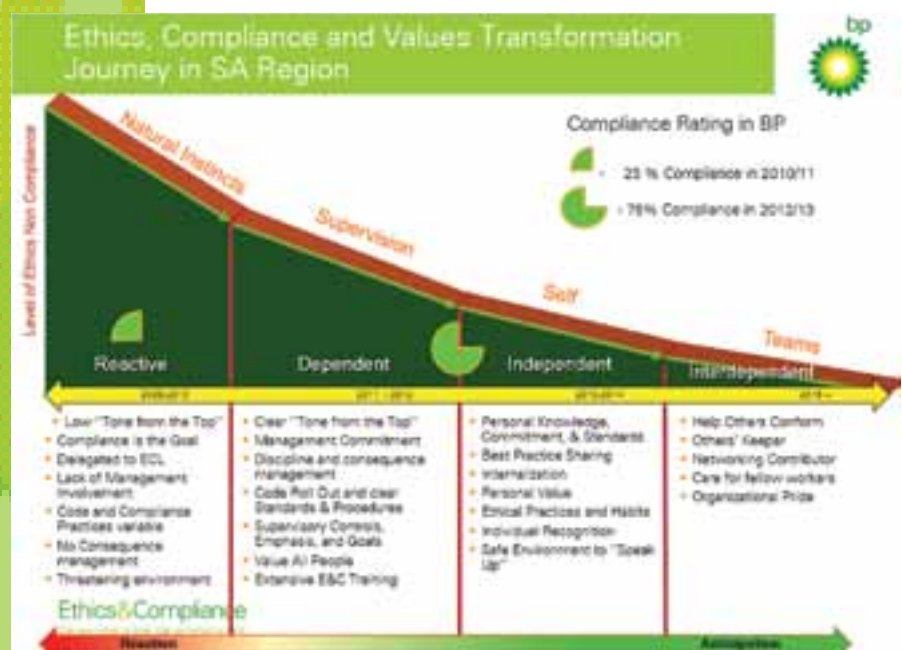 Ethics, Compliance and Values Transformation
Journey in SA Region
bp
Level of Ethics Non Compliance
Natural Instincts
Supervision
Self
Teams
Compliance Rating in BP
Compliance in 2010/11
Compliance in 2012/13
Reactive
Dependent
Independent
Interdependent
Low "Tone from the Top"
Compliance is the Goal
Delegated to ECL
Lack of Management
Involvement
Code and Compliance
Practices variable
No Consequence
management
Threatening environment
Clear "Tone from the Top"
Management Commitment
Discipline and consequence
management
Code Roll Out and clear
Standards & Procedures
Supervisory Controls,
Emphasis, and Goals
Value All People
Extensive E&C Training
Personal Knowledge,
Commitment, & Standards
Best Practice Sharing
Internalization
Personal Value
Ethical Practices and Habits
Individual Recognition
Safe Environment to "Speak
Up"
Help Others Conform
Others' Keeper
Networking Contributor
Care for fellow workers
Organizational Pride
Ethics&Compliance